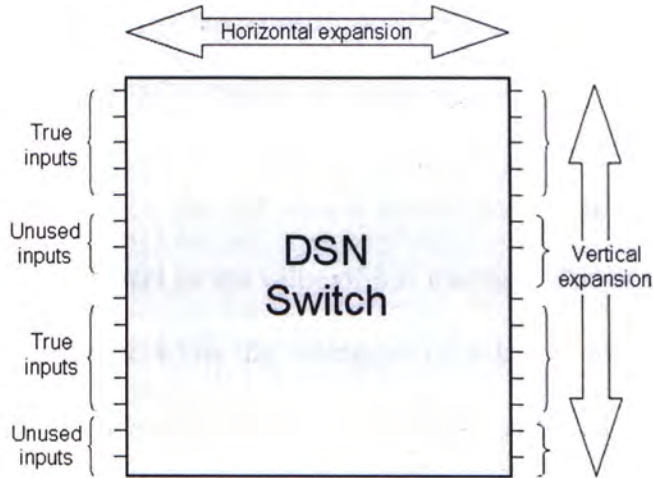 Horizontal expansion
True
inputs
Unused
inputs
DSN
Switch
Vertical
expansion
True
inputs
Unused
inputs